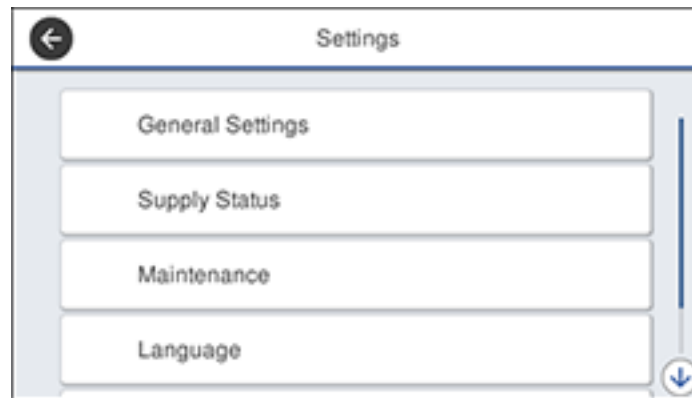 Settings
General Settings
Supply Status
Maintenance
Language